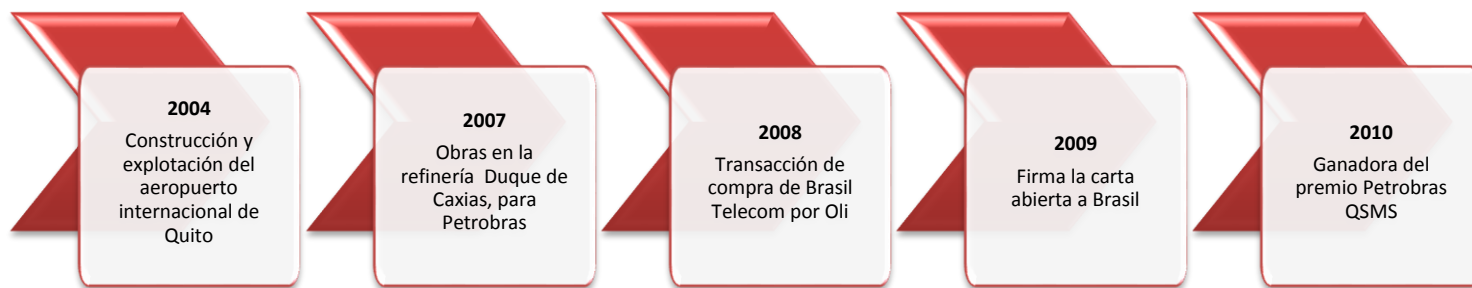 2004
Construcción y
explotación del
aeropuerto
internacional de
Quito
2007
Obras en la
refinería Duque de
Caxias, para
Petrobras
2008
Transacción de
compra de Brasil
Telecom por Oli
2009
Firma la carta
abierta a Brasil
2010
Ganadora del
premio Petrobras
QSMS